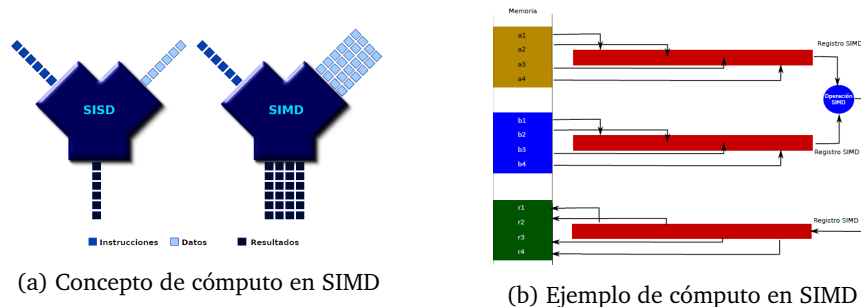 SISD
SIMD
Instrucciones Datos Resultados
(a) Concepto de cómputo en SIMD
Memoria
a1
a2
a3
a4
Registro SIMD
Operación
SIMD
b1
b2
b3
b4
Registro SIMD
r1
r2
r3
r4
Registro SIMD
(b) Ejemplo de cómputo en SIMD